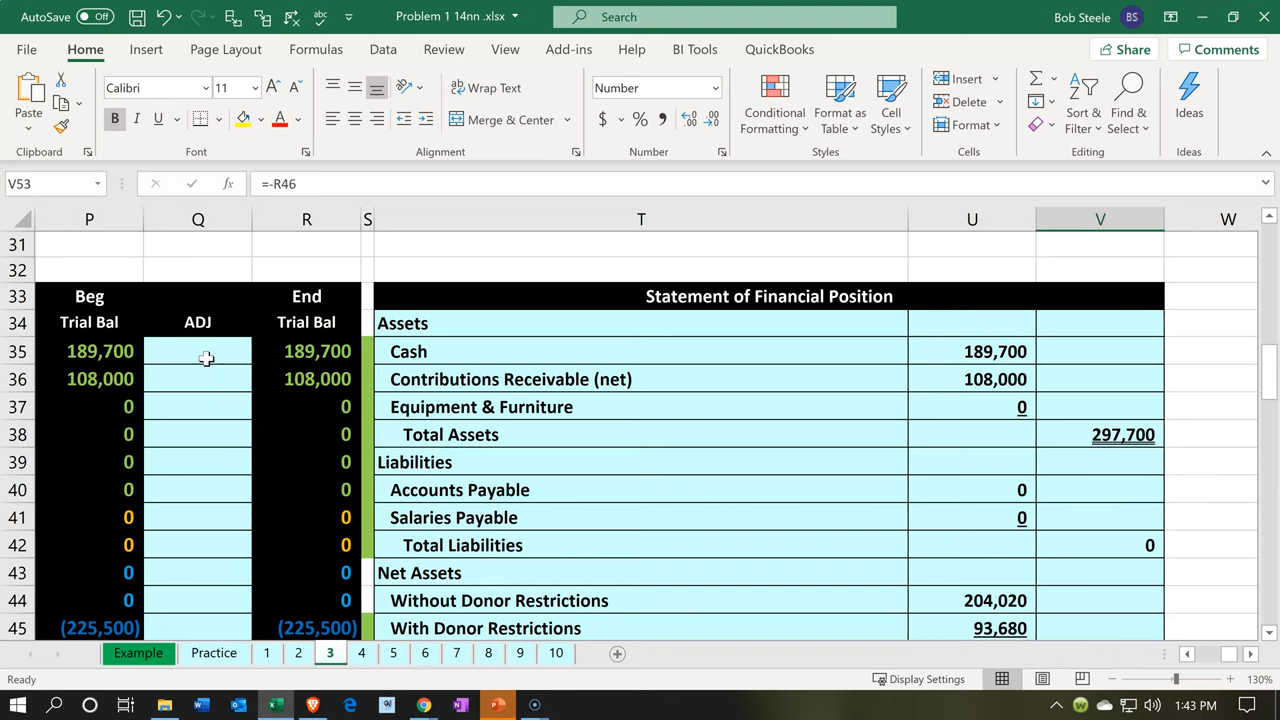 AutoSave Off Problem 1 14nn .xlsx Search Bob Steele BS
File Home Insert Page Layout Formulas Data Review View Add-ins Help BI Tools QuickBooks Share Comments
Calibri 11 Wrap Text Number Insert
Paste B I U Merge & Center $ % Conditional Formatting Format as Table Cell Styles Delete Format Sort & Filter Find & Select Ideas
Clipboard Font Alignment Number Styles Cells Editing Ideas
V53 fx =-R46
P Q R S T U V W
31
32
33 Beg End Statement of Financial Position
34 Trial Bal ADJ Trial Bal Assets
35 189,700 189,700 Cash 189,700
36 108,000 108,000 Contributions Receivable (net) 108,000
37 0 0 Equipment & Furniture 0
38 0 0 Total Assets 297,700
39 0 0 Liabilities
40 0 0 Accounts Payable 0
41 0 0 Salaries Payable 0
42 0 0 Total Liabilities 0
43 0 0 Net Assets
44 0 0 Without Donor Restrictions 204,020
45 (225,500) (225,500) With Donor Restrictions 93,680
Example Practice 1 2 3 4 5 6 7 8 9 10
Ready Display Settings 130%
1:43 PM